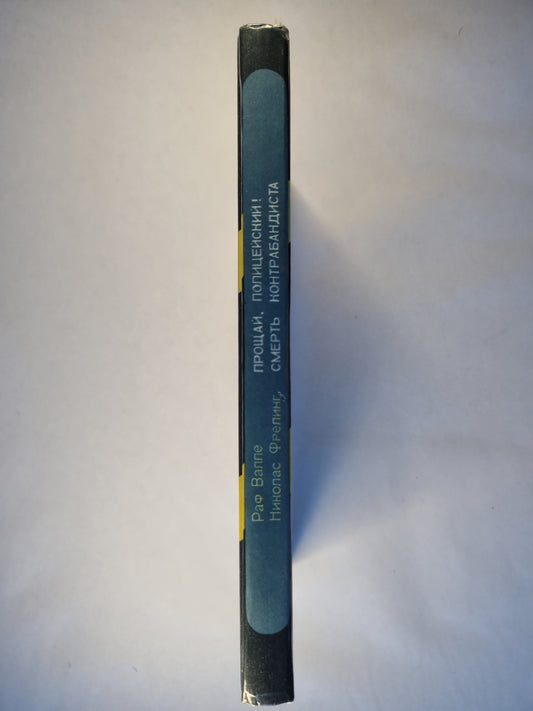 Раф Валле ПРОЩАЙ, ПОЛИЦЕЙСКИЙ!
Николас Фрелинг СМЕРТЬ КОНТРАБАНДИСТА